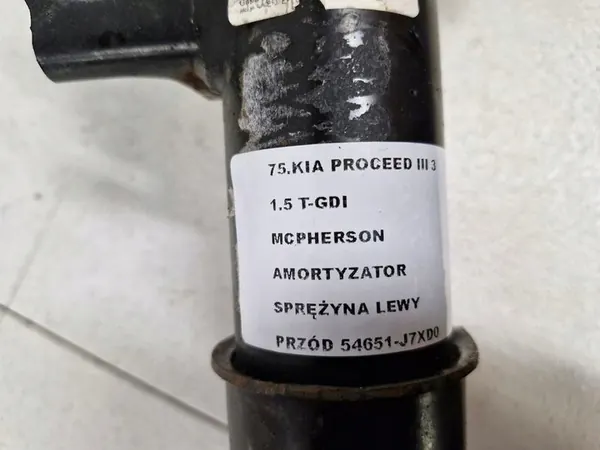 75.KIA PROCEED III 3
1.5 T-GDI
MCPHERSON
AMORTYZATOR
SPRĘŻYNA LEWY
PRZÓD 54651-J7XD0